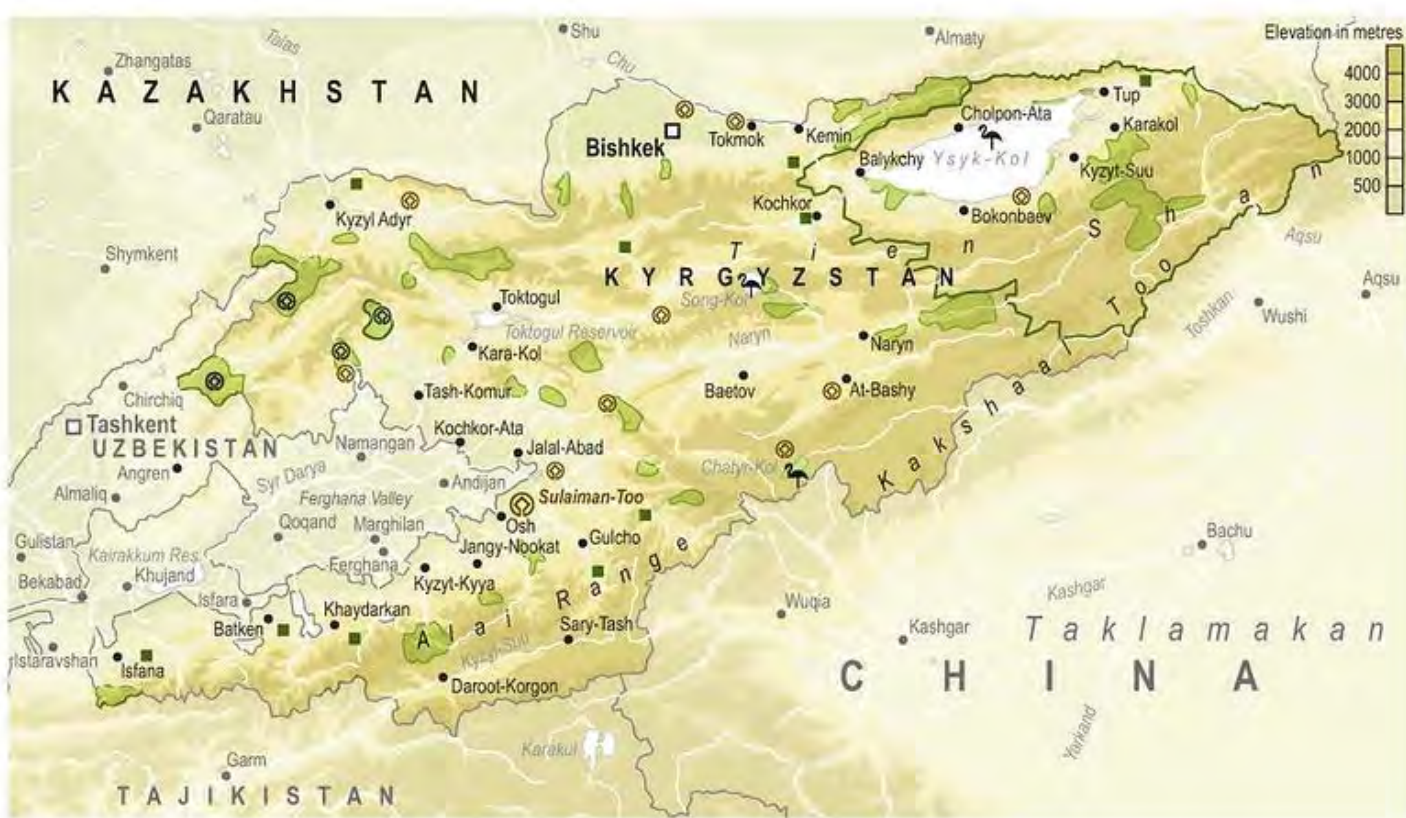 Shu
Almaty
Elevation in metres
Talas
Zhangatas
Chu
4000
3000
2000
1000
500
KAZAKHSTAN
Qaratau
Bishkek
Tokmok
Kemin
Cholpon-Ata
Tup
Karakol
Balykchy
Ysyk-Kol
Kyzyt-Suu
Kyzyl Adyr
Kochkor
Bokonbaev
Tien Shan
Aqsu
Shymkent
KYRGYZSTAN
Aqsu
Toktogul
Song-Kol
Toshkan
Wushi
Toktogul Reservoir
Naryn
Kara-Kol
Naryn
Kakshaal Too
Chirchiq
Tash-Komur
Baetov
At-Bashy
Tashkent
UZBEKISTAN
Namangan
Kochkor-Ata
Jalal-Abad
Angren
Syr Darya
Chatyr-Kol
Almaliq
Ferghana Valley
Andijan
Sulaiman-Too
Qoqand
Marghilan
Osh
Gulcho
Bachu
Gulistan
Kairakkum Res.
Jangy-Nookat
Ferghana
Kyzyt-Kyya
Bekabad
Khujand
Isfara
Kashgar
Alai Range
Wuqia
Khaydarkan
Batken
Sary-Tash
Kashgar
Taklamakan
Istaravshan
Isfana
Kyzyl-Suu
CHINA
Daroot-Korgon
Karakul
Yarkand
Garm
TAJIKISTAN